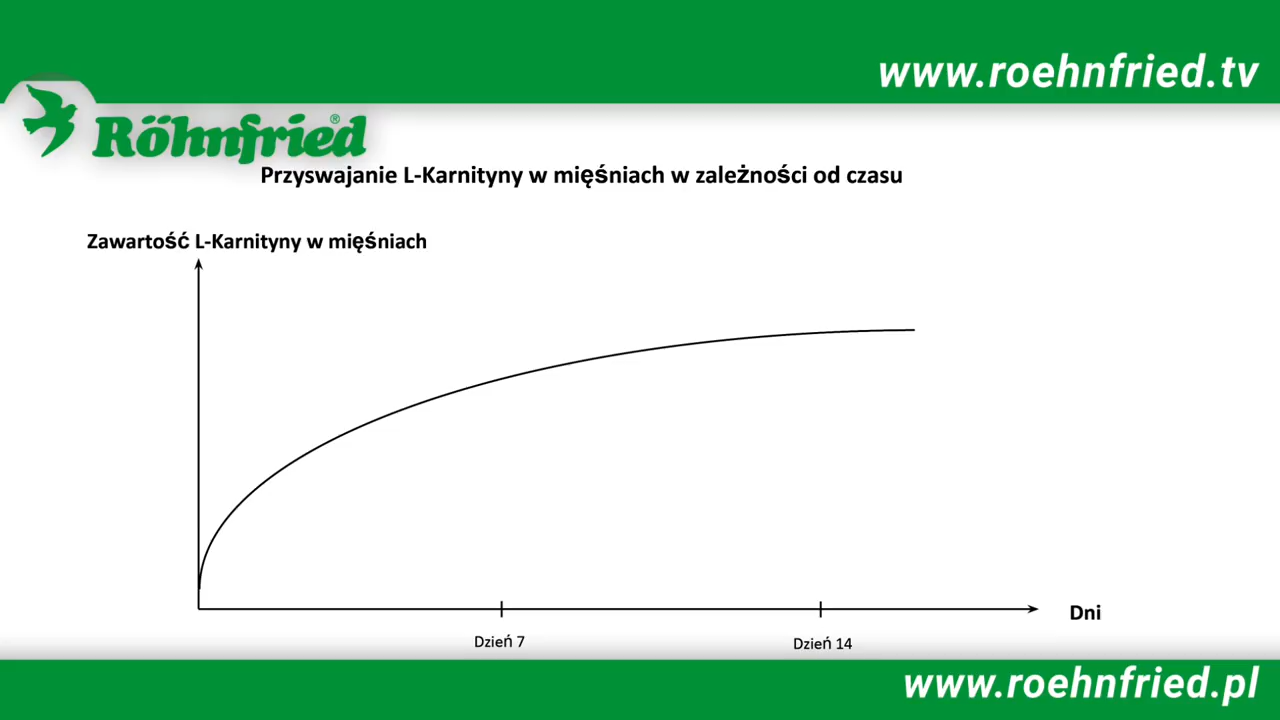 www.roehnfried.tv
Röhnfried®
Przyswajanie L-Karnityny w mięśniach w zależności od czasu
Zawartość L-Karnityny w mięśniach
Dni
Dzień 7
Dzień 14
www.roehnfried.pl